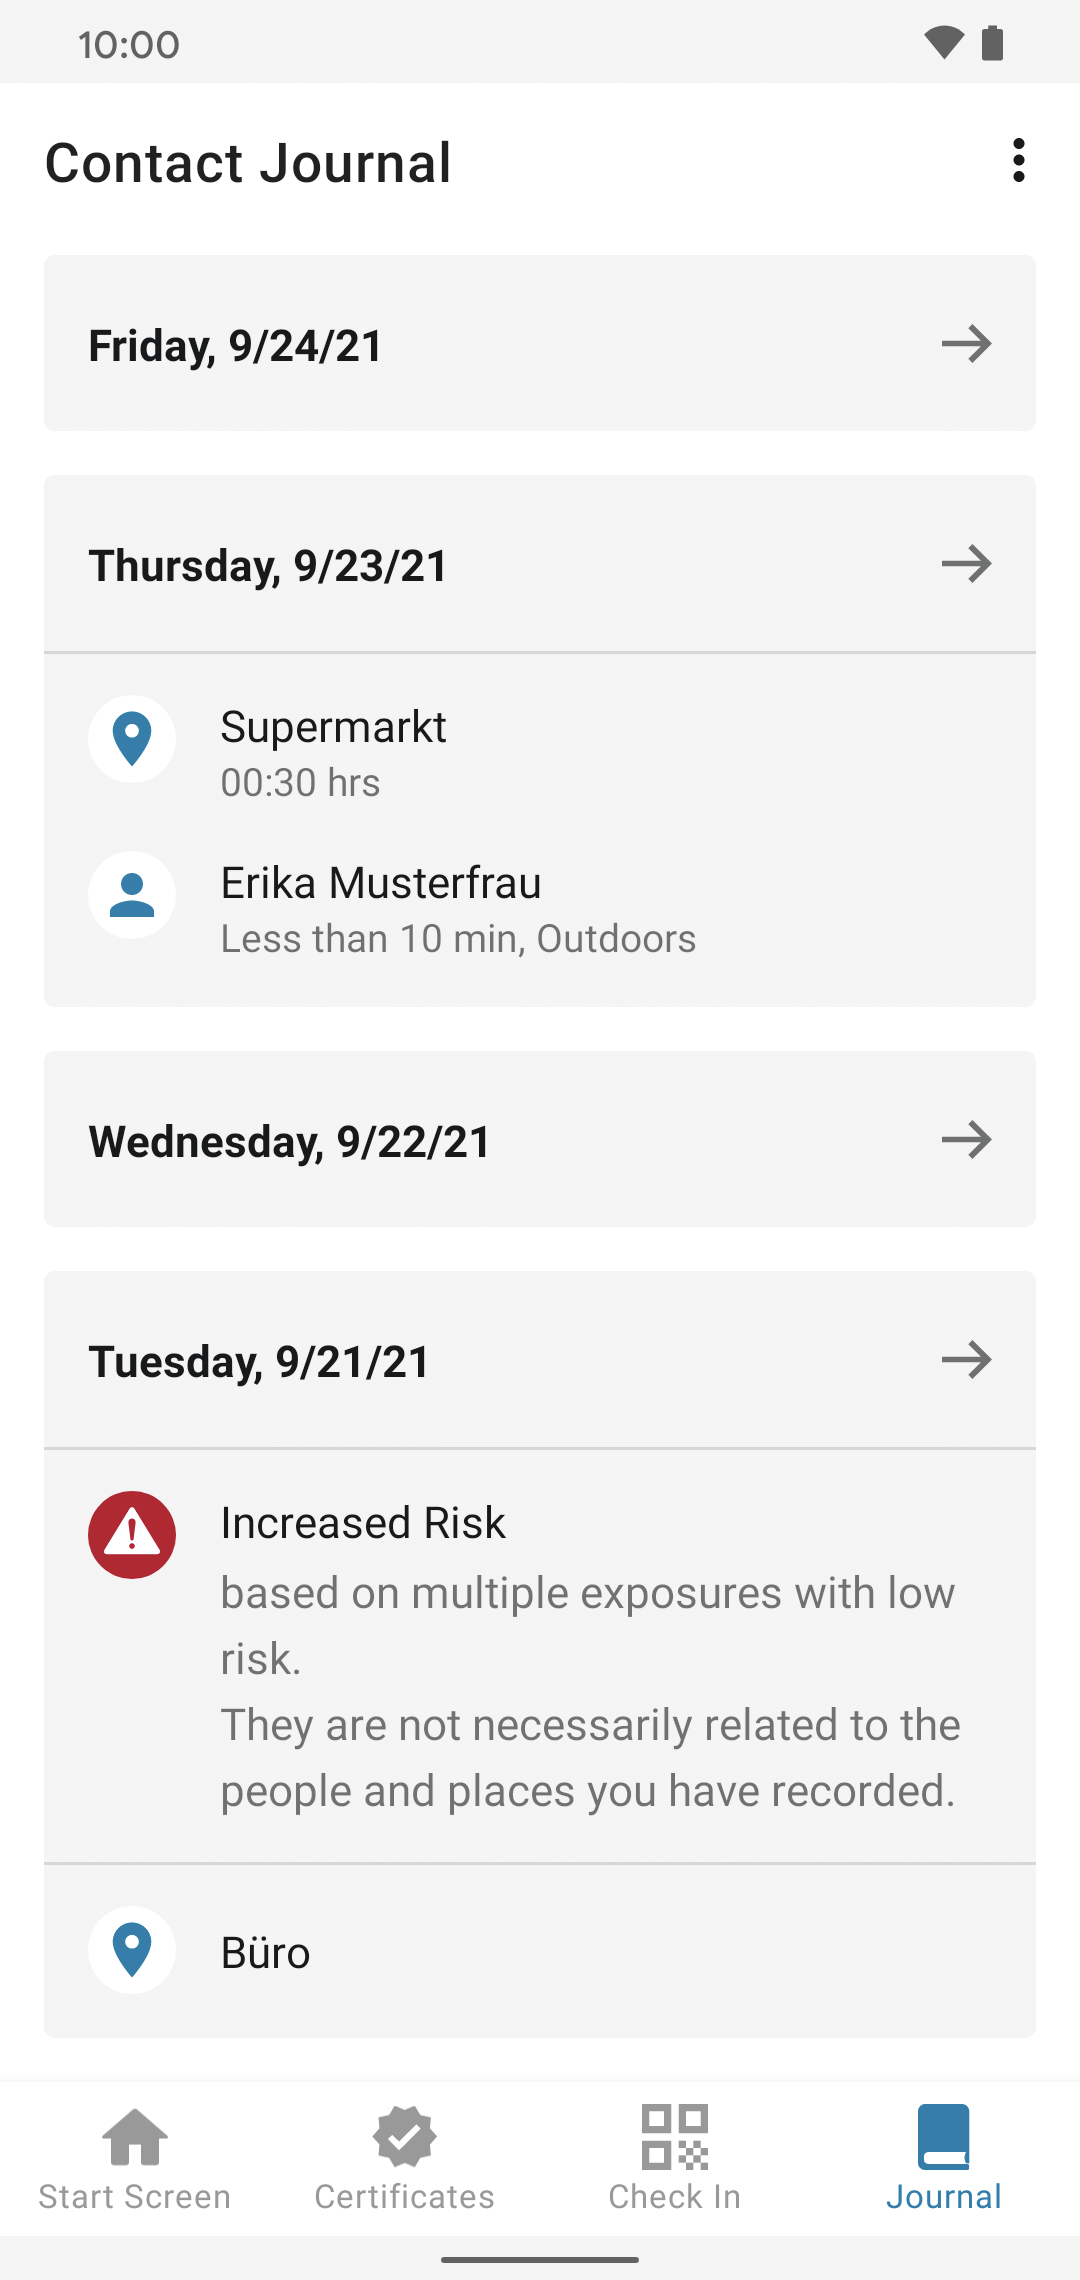 10:00
Contact Journal
Friday, 9/24/21
Thursday, 9/23/21
Supermarkt
00:30 hrs
Erika Musterfrau
Less than 10 min, Outdoors
Wednesday, 9/22/21
Tuesday, 9/21/21
Increased Risk
based on multiple exposures with low
risk.
They are not necessarily related to the
people and places you have recorded.
Büro
Start Screen
Certificates
Check In
Journal